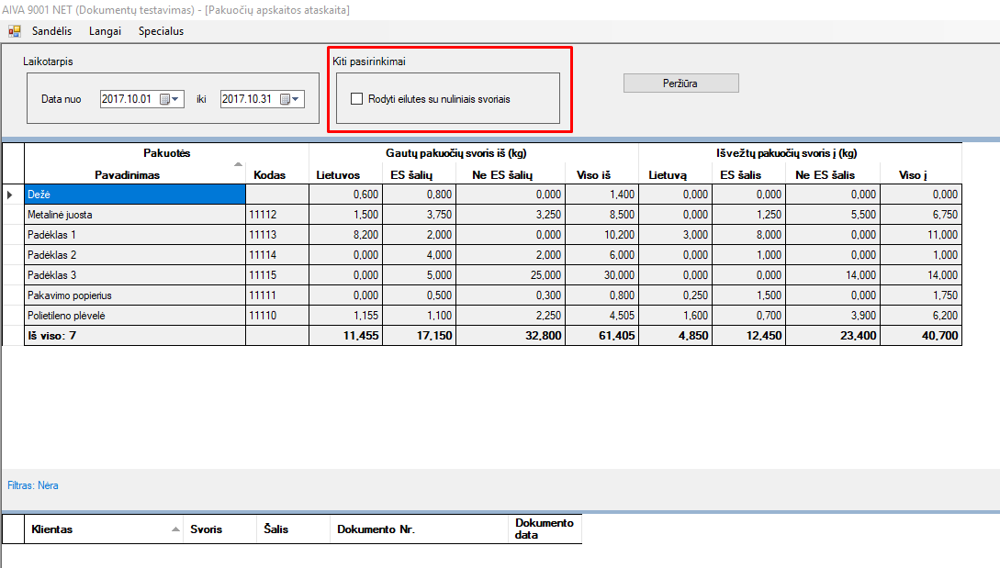 AIVA 9001 NET (Dokumentų testavimas) - [Pakuočių apskaitos ataskaita]
Sandėlis Langai Specialus
Laikotarpis
Kiti pasirinkimai
Data nuo 2017.10.01 iki 2017.10.31
Rodyti eilutes su nuliniais svoriais
Peržiūra
Pakuotės Gautų pakuočių svoris iš (kg) Išvežtų pakuočių svoris į (kg)
Pavadinimas Kodas Lietuvos ES šalių Ne ES šalių Viso iš Lietuvą ES šalis Ne ES šalis Viso į
Dežė 0,600 0,800 0,000 1,400 0,000 0,000 0,000 0,000
Metalinė juosta 11112 1,500 3,750 3,250 8,500 0,000 1,250 5,500 6,750
Padėklas 1 11113 8,200 2,000 0,000 10,200 3,000 8,000 0,000 11,000
Padėklas 2 11114 0,000 4,000 2,000 6,000 0,000 1,000 0,000 1,000
Padėklas 3 11115 0,000 5,000 25,000 30,000 0,000 0,000 14,000 14,000
Pakavimo popierius 11111 0,000 0,500 0,300 0,800 0,250 1,500 0,000 1,750
Polietileno plėvelė 11110 1,155 1,100 2,250 4,505 1,600 0,700 3,900 6,200
Iš viso: 7 11,455 17,150 32,800 61,405 4,850 12,450 23,400 40,700
Filtras: Nėra
Klientas Svoris Šalis Dokumento Nr. Dokumento
data